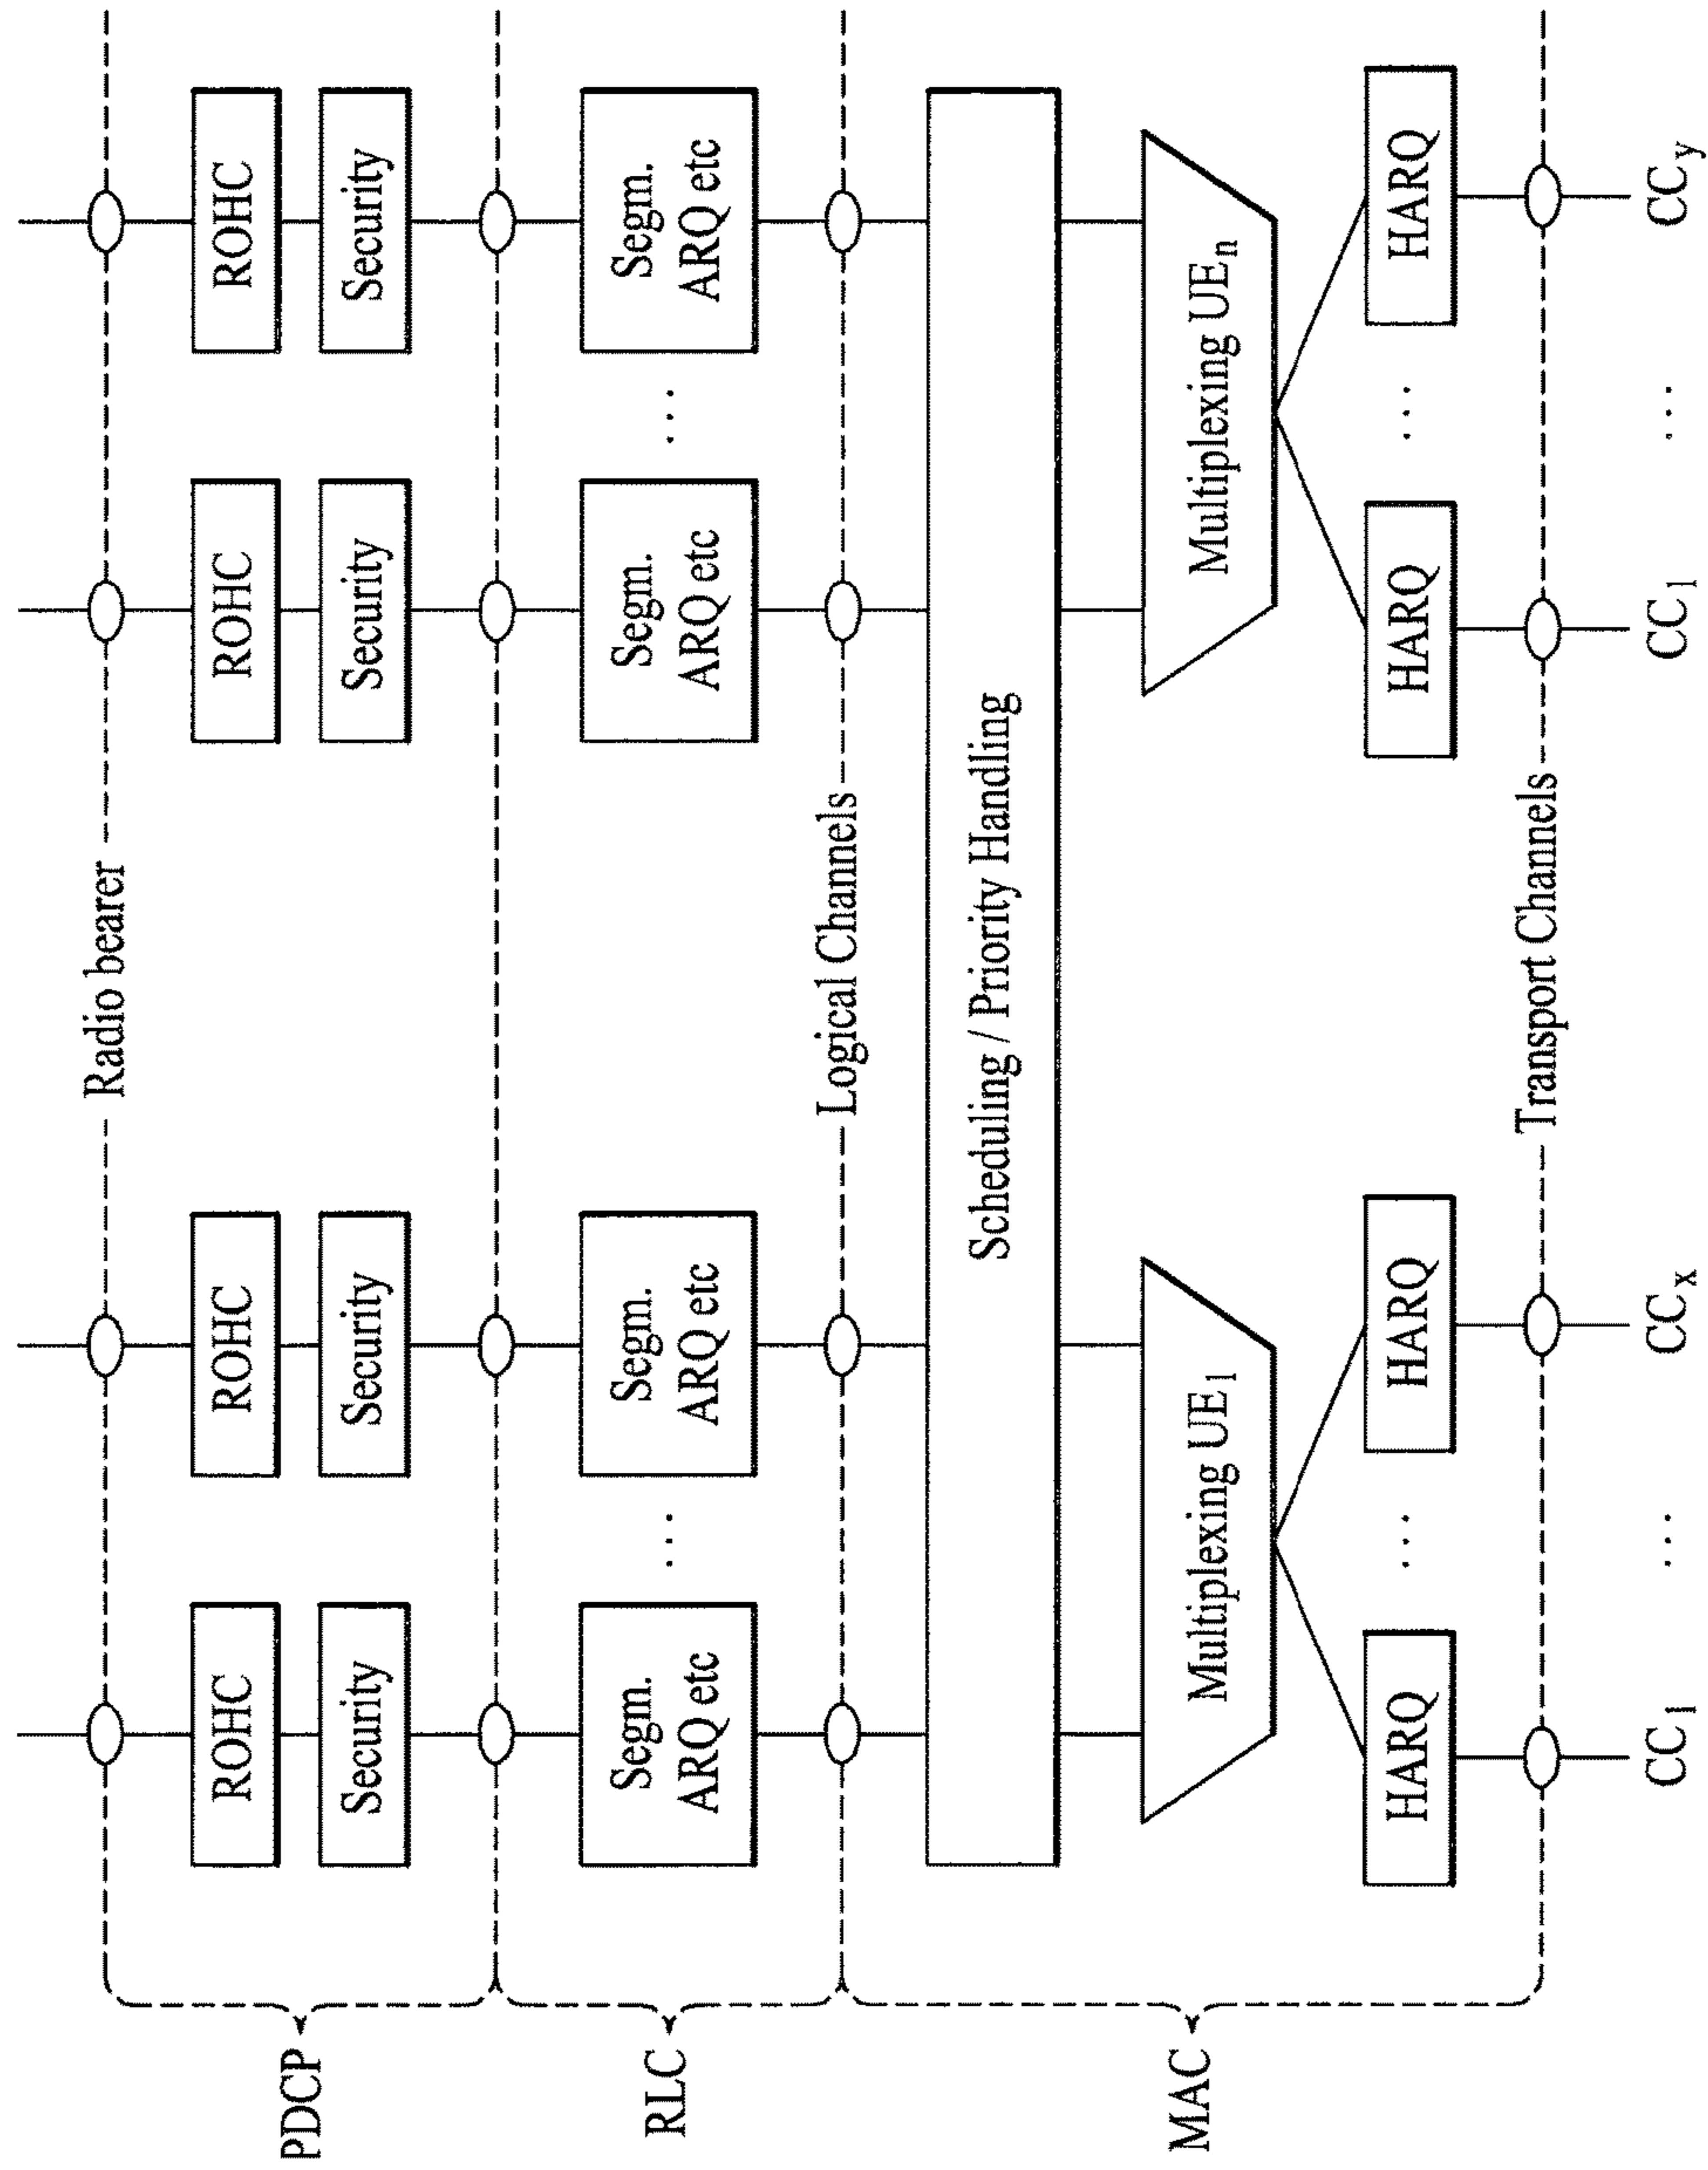 Radio bearer
PDCP
ROHC
ROHC
ROHC
ROHC
Security
Security
Security
Security
RLC
Segm.
ARQ etc
...
Segm.
ARQ etc
Segm.
ARQ etc
...
Segm.
ARQ etc
Logical Channels
MAC
Scheduling / Priority Handling
Multiplexing UE₁
Multiplexing UEₙ
HARQ
...
HARQ
HARQ
...
HARQ
Transport Channels
CC₁
...
CCₓ
CC₁
...
CCy